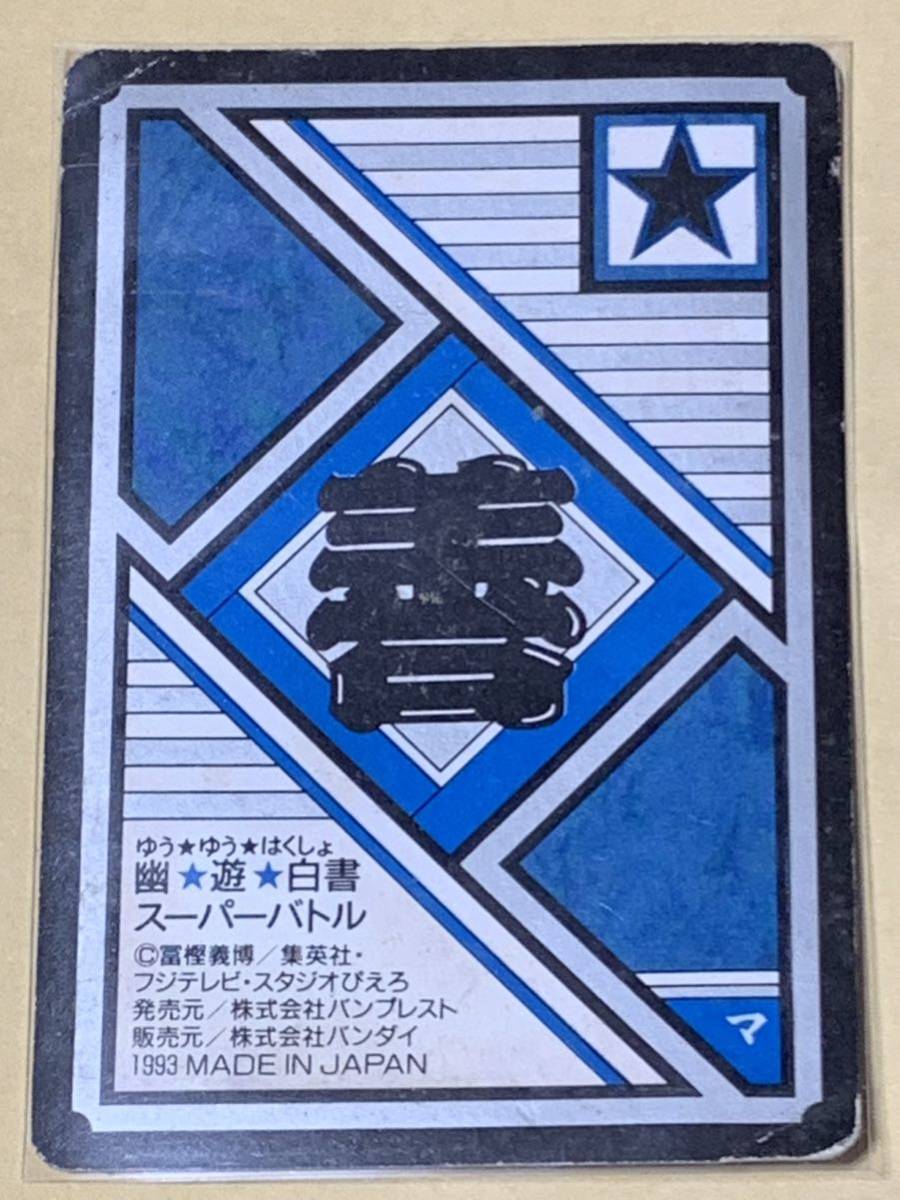 善
ゆう★ゆう★はくしょ
幽★遊★白書
スーパーバトル
©冨樫義博／集英社・
フジテレビ・スタジオぴえろ
発売元／株式会社バンプレスト
販売元／株式会社バンダイ
1993 MADE IN JAPAN
マ